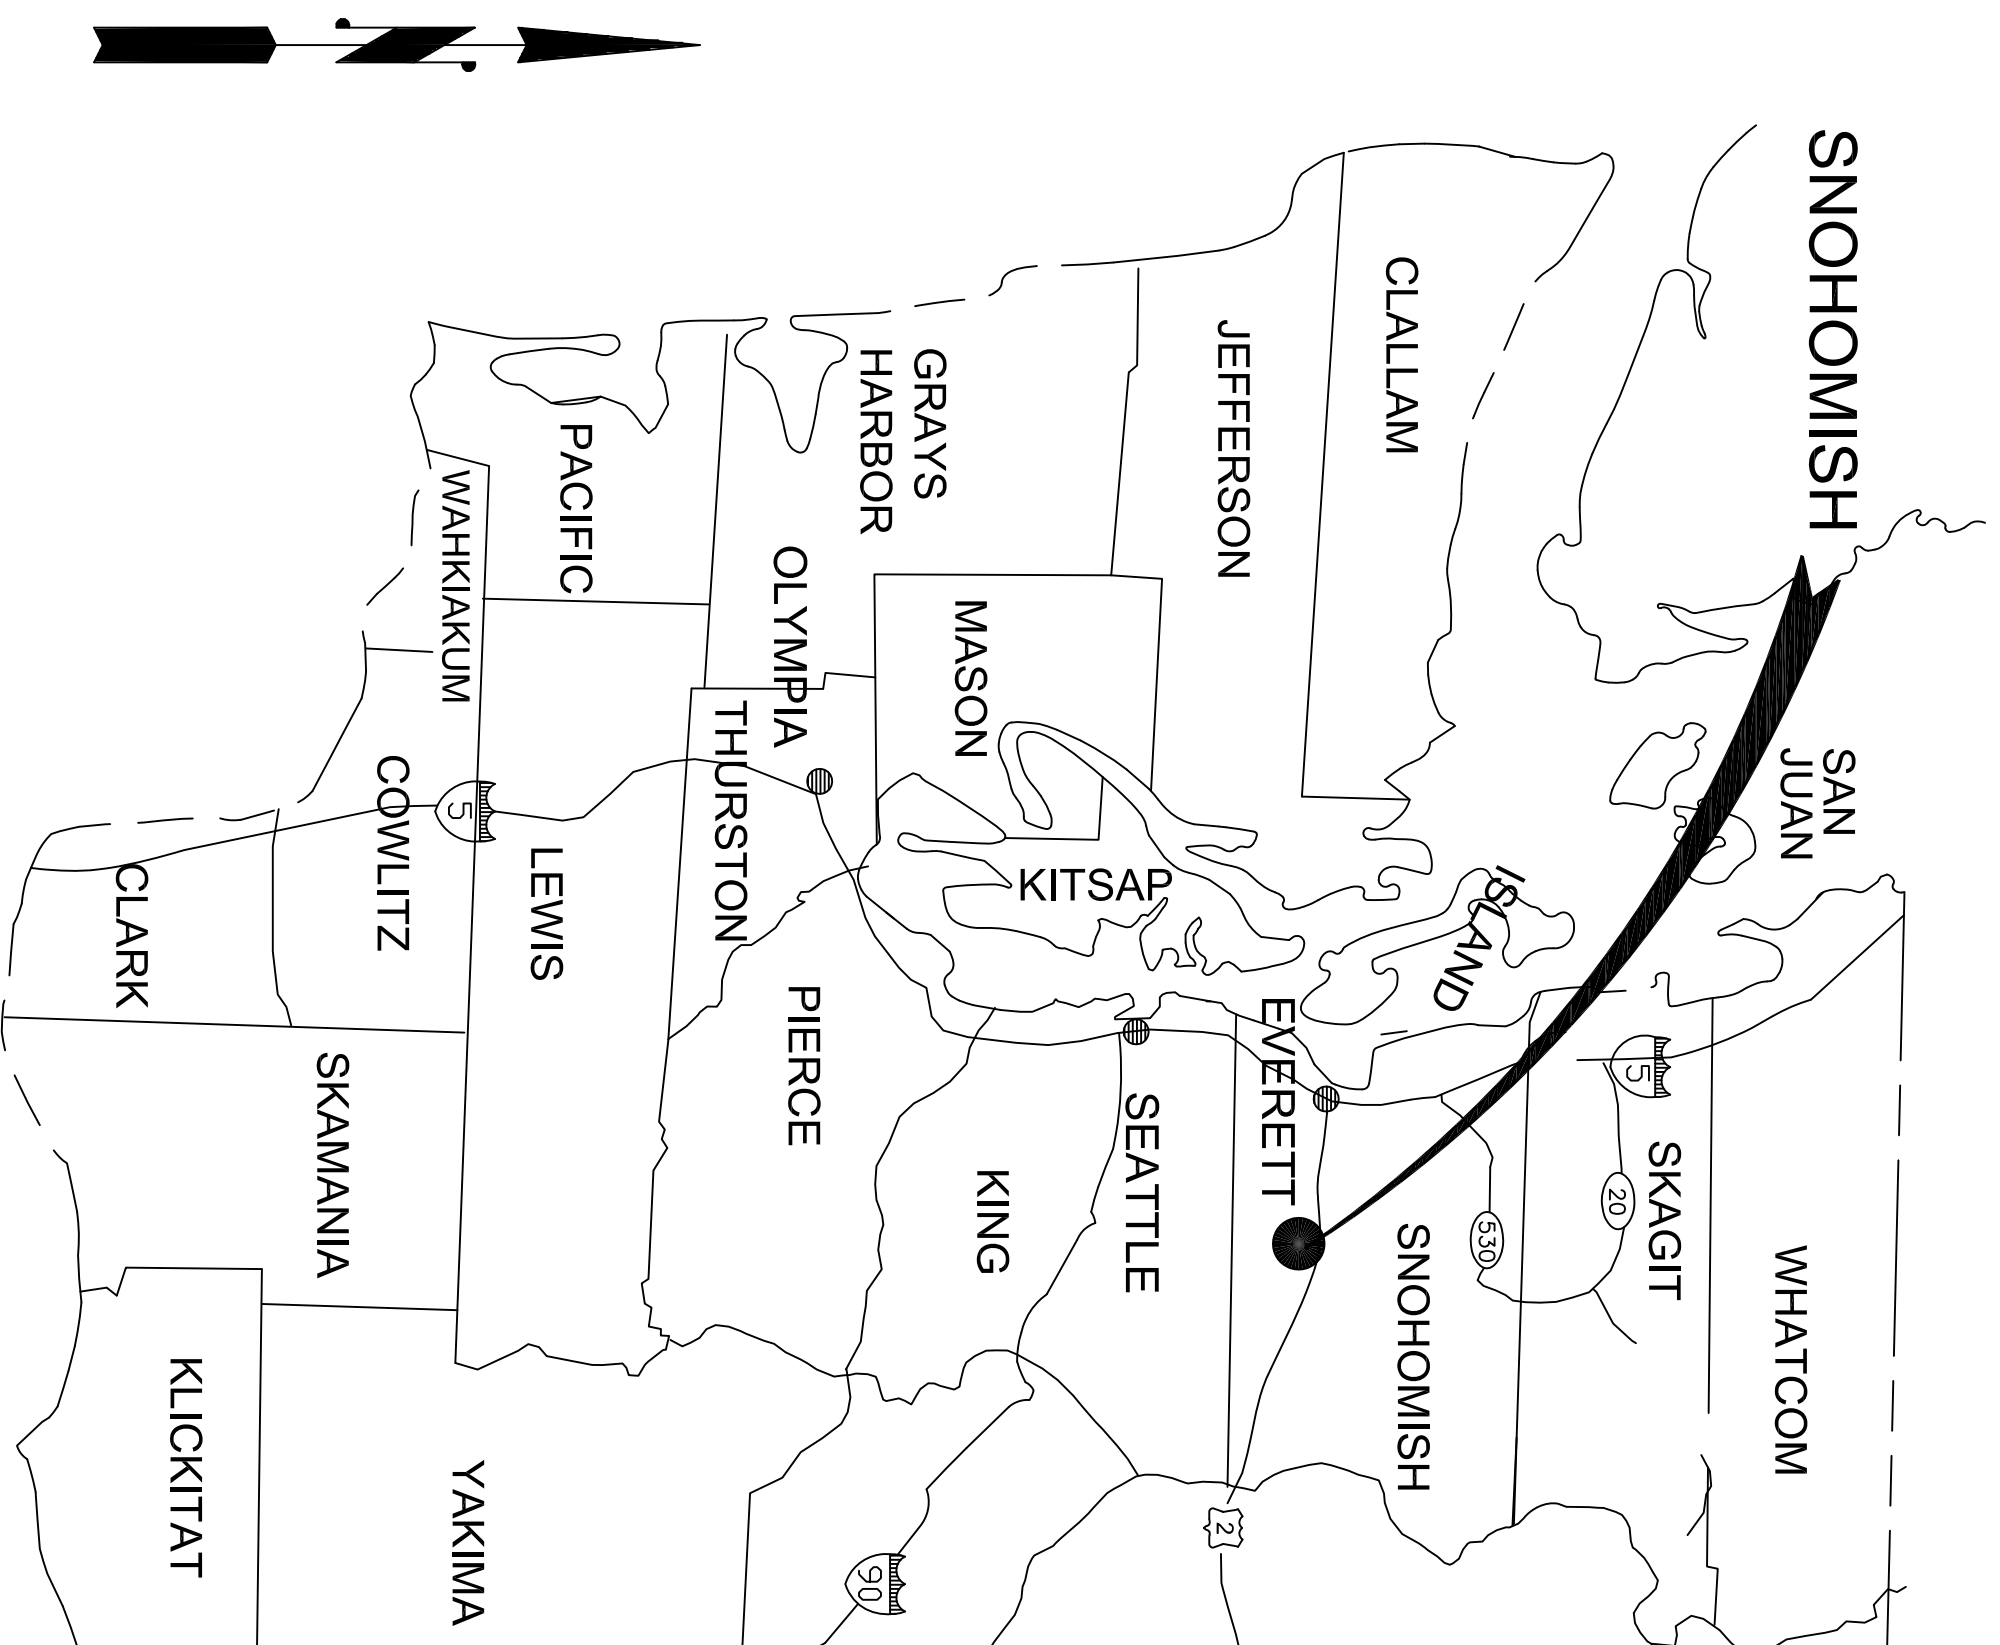 SNOHOMISH
SAN
JUAN
WHATCOM
SKAGIT
5
20
530
CLALLAM
ISLAND
SNOHOMISH
JEFFERSON
EVERETT
2
KITSAP
SEATTLE
GRAYS
HARBOR
MASON
KING
90
OLYMPIA
THURSTON
PIERCE
PACIFIC
LEWIS
5
WAHKIAKUM
COWLITZ
YAKIMA
SKAMANIA
CLARK
KLICKITAT
N